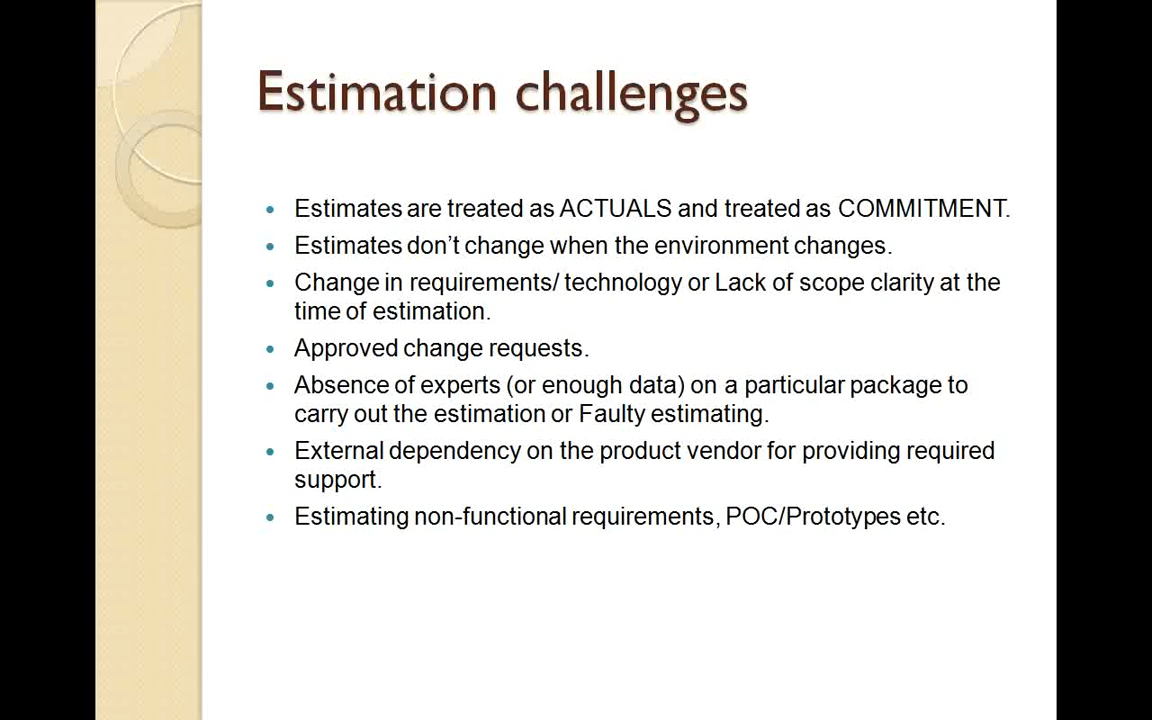 Estimation challenges
Estimates are treated as ACTUALS and treated as COMMITMENT.
Estimates don’t change when the environment changes.
Change in requirements/ technology or Lack of scope clarity at the
time of estimation.
Approved change requests.
Absence of experts (or enough data) on a particular package to
carry out the estimation or Faulty estimating.
External dependency on the product vendor for providing required
support.
Estimating non-functional requirements, POC/Prototypes etc.